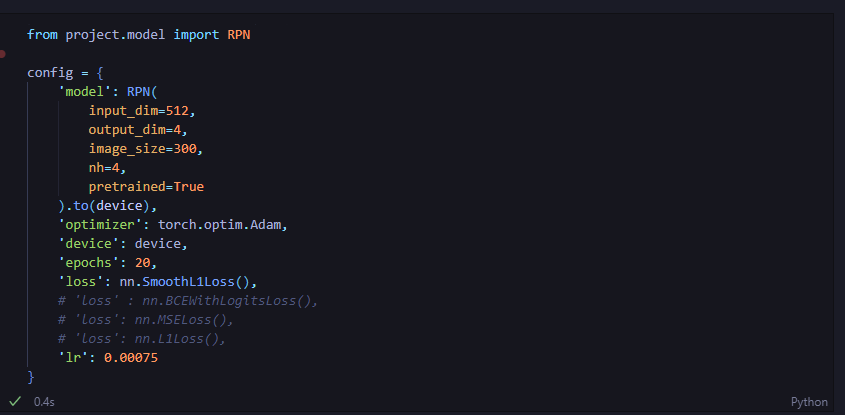 from project.model import RPN
config = {
    'model': RPN(
        input_dim=512,
        output_dim=4,
        image_size=300,
        nh=4,
        pretrained=True
    ).to(device),
    'optimizer': torch.optim.Adam,
    'device': device,
    'epochs': 20,
    'loss': nn.SmoothL1Loss(),
    # 'loss' : nn.BCEWithLogitsLoss(),
    # 'loss': nn.MSELoss(),
    # 'loss': nn.L1Loss(),
    'lr': 0.00075
}
0.4s Python